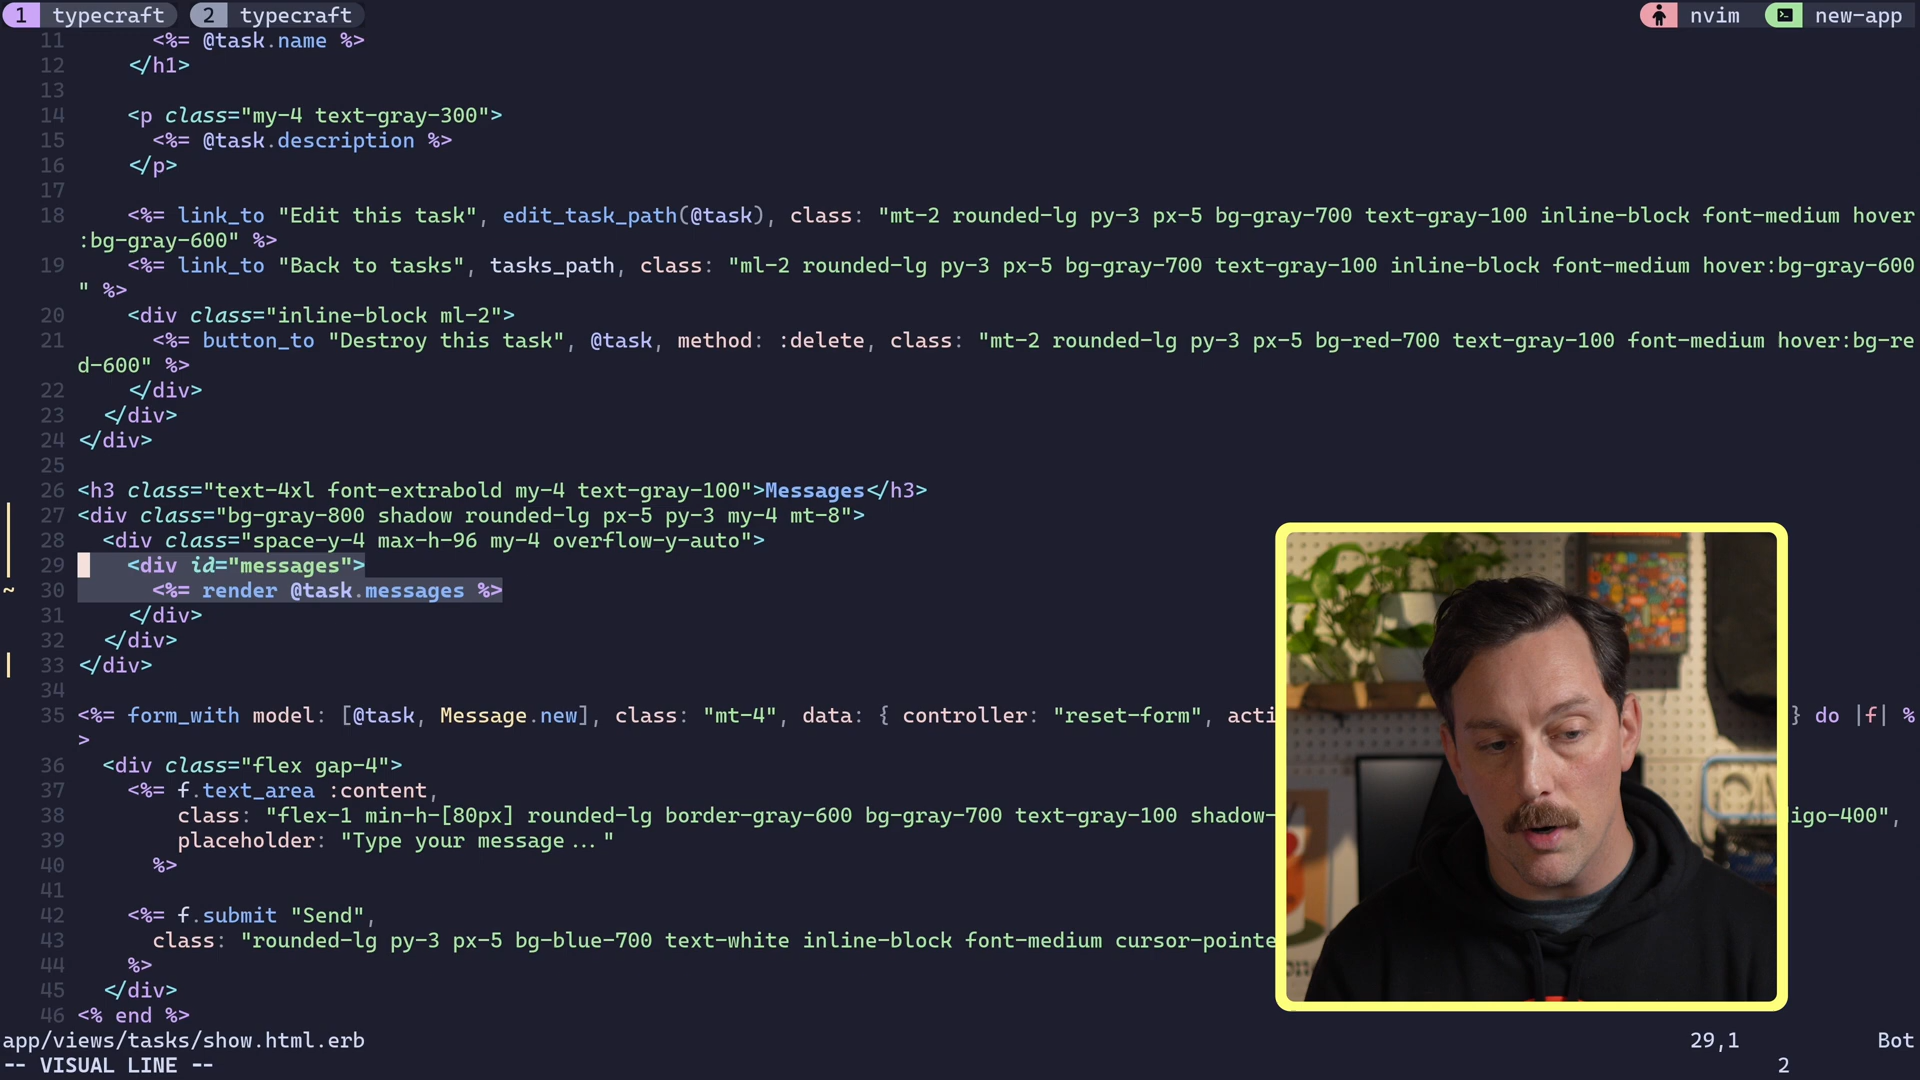 1 typecraft 2 typecraft nvim new-app
11 <%= @task.name %>
12 </h1>
13
14 <p class="my-4 text-gray-300">
15 <%= @task.description %>
16 </p>
17
18 <%= link_to "Edit this task", edit_task_path(@task), class: "mt-2 rounded-lg py-3 px-5 bg-gray-700 text-gray-100 inline-block font-medium hover
:bg-gray-600" %>
19 <%= link_to "Back to tasks", tasks_path, class: "ml-2 rounded-lg py-3 px-5 bg-gray-700 text-gray-100 inline-block font-medium hover:bg-gray-600
" %>
20 <div class="inline-block ml-2">
21 <%= button_to "Destroy this task", @task, method: :delete, class: "mt-2 rounded-lg py-3 px-5 bg-red-700 text-gray-100 font-medium hover:bg-re
d-600" %>
22 </div>
23 </div>
24 </div>
25
26 <h3 class="text-4xl font-extrabold my-4 text-gray-100">Messages</h3>
27 <div class="bg-gray-800 shadow rounded-lg px-5 py-3 my-4 mt-8">
28 <div class="space-y-4 max-h-96 my-4 overflow-y-auto">
29 <div id="messages">
~ 30 <%= render @task.messages %>
31 </div>
32 </div>
33 </div>
34
35 <%= form_with model: [@task, Message.new], class: "mt-4", data: { controller: "reset-form", acti } do |f| %
>
36 <div class="flex gap-4">
37 <%= f.text_area :content,
38 class: "flex-1 min-h-[80px] rounded-lg border-gray-600 bg-gray-700 text-gray-100 shadow- igo-400",
39 placeholder: "Type your message..."
40 %>
41
42 <%= f.submit "Send",
43 class: "rounded-lg py-3 px-5 bg-blue-700 text-white inline-block font-medium cursor-pointe
44 %>
45 </div>
46 <% end %>
app/views/tasks/show.html.erb 29,1 Bot
-- VISUAL LINE -- 2